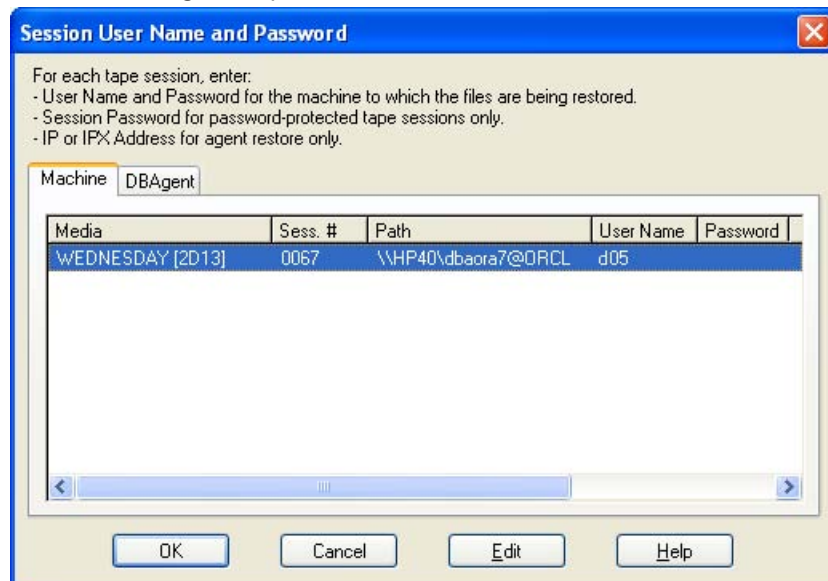 Session User Name and Password
For each tape session, enter:
- User Name and Password for the machine to which the files are being restored.
- Session Password for password-protected tape sessions only.
- IP or IPX Address for agent restore only.
Machine DBAgent
Media Sess. # Path User Name Password
WEDNESDAY [2D13] 0067 \\HP40\dbaora7@ORCL d05
OK Cancel Edit Help